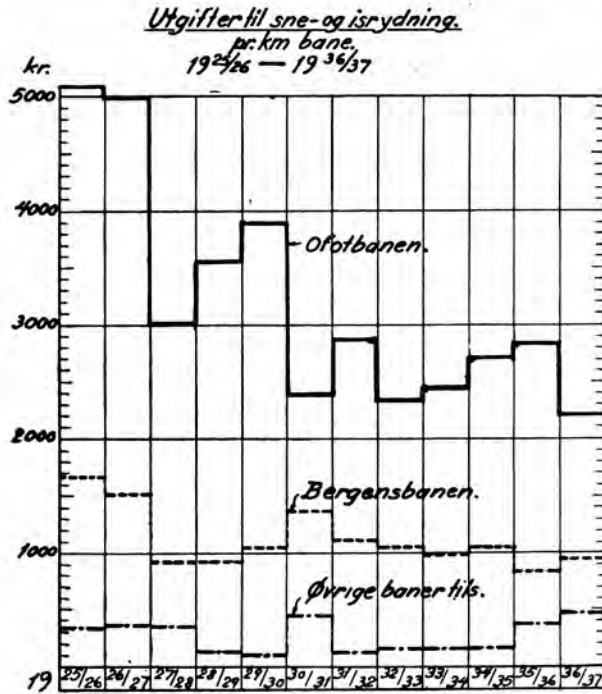 Utgifter til sne- og isrydning.
pr. km bane.
19 25/26 — 19 36/37
kr.
5000
4000
Ofotbanen.
3000
2000
Bergensbanen.
1000
Øvrige baner tils.
19 25/26 26/27 27/28 28/29 29/30 30/31 31/32 32/33 33/34 34/35 35/36 36/37